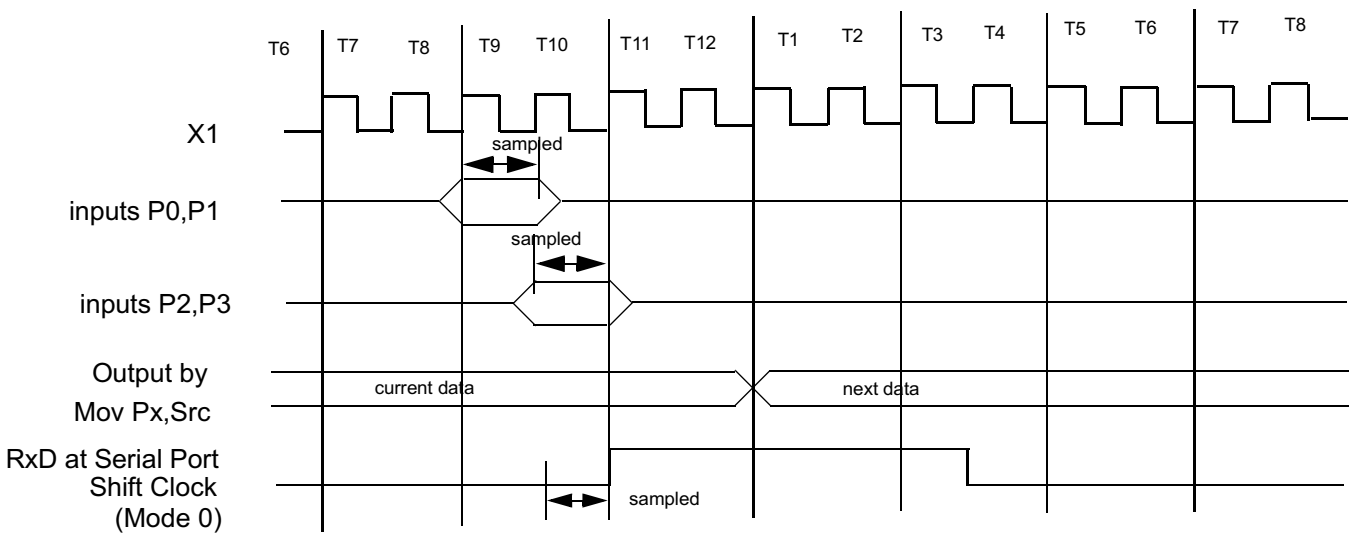 T6 T7 T8 T9 T10 T11 T12 T1 T2 T3 T4 T5 T6 T7 T8
X1
sampled
inputs P0,P1
sampled
inputs P2,P3
Output by
current data next data
Mov Px,Src
RxD at Serial Port
Shift Clock
sampled
(Mode 0)